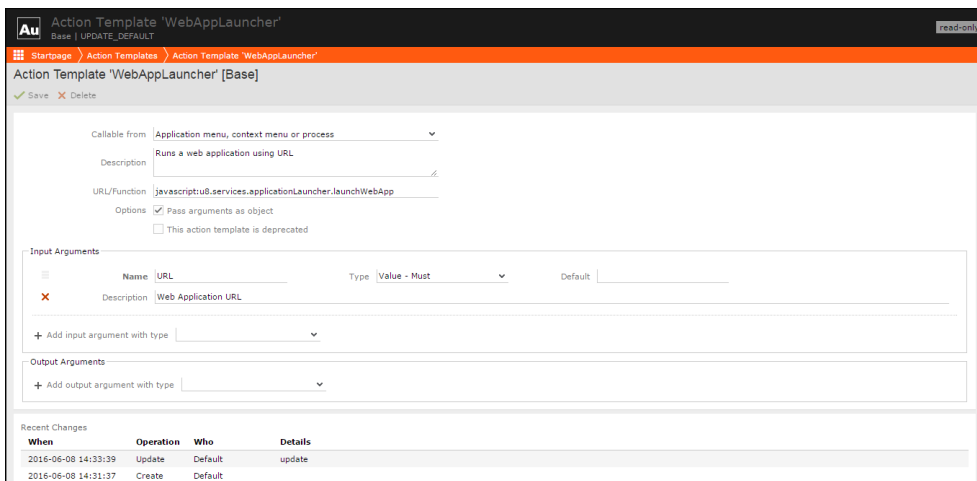 Au
Action Template 'WebAppLauncher'
Base | UPDATE_DEFAULT
read-only
Startpage Action Templates Action Template 'WebAppLauncher'
Action Template 'WebAppLauncher' [Base]
Save Delete
Callable from Application menu, context menu or process
Description Runs a web application using URL
URL/Function javascript:u8.services.applicationLauncher.launchWebApp
Options Pass arguments as object
This action template is deprecated
Input Arguments
Name URL Type Value - Must Default
Description Web Application URL
+ Add input argument with type
Output Arguments
+ Add output argument with type
Recent Changes
When Operation Who Details
2016-06-08 14:33:39 Update Default update
2016-06-08 14:31:37 Create Default